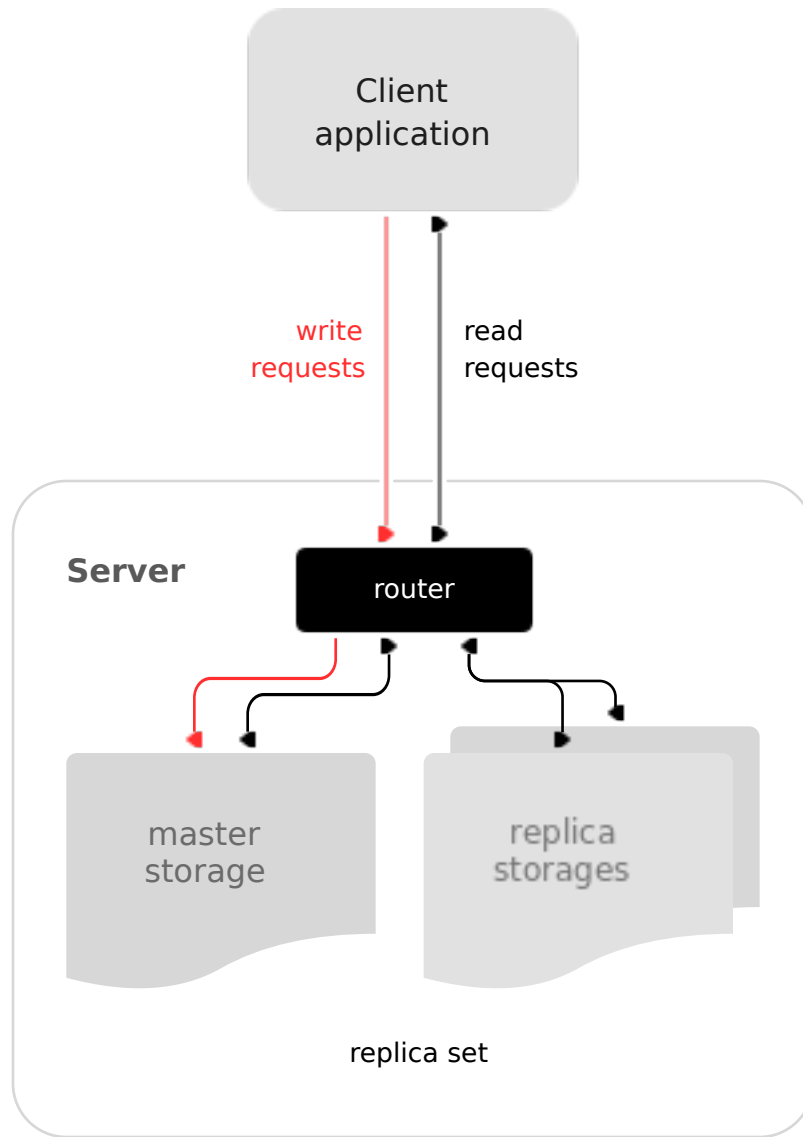 Client
application
write
requests
read
requests
Server
router
master
storage
replica
storages
replica set